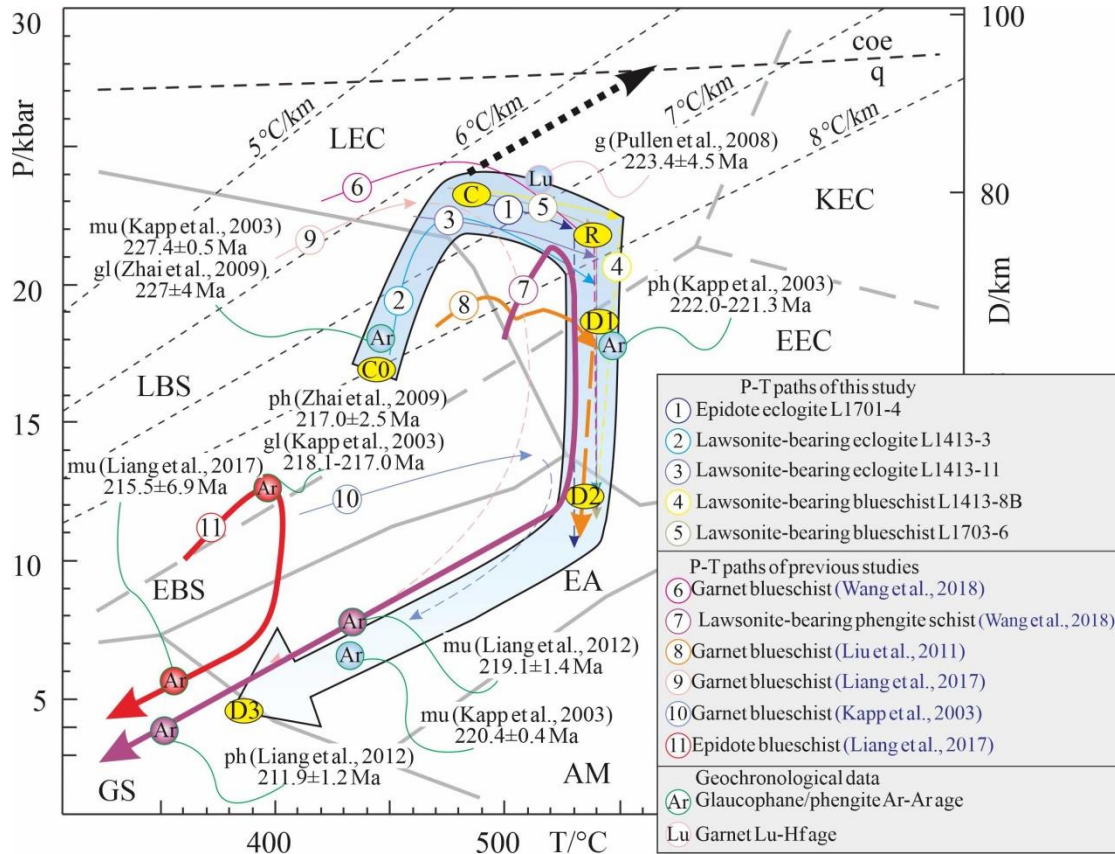 30
100
P/kbar
5°C/km
6°C/km
7°C/km
8°C/km
coe
q
LEC
g (Pullen et al., 2008)
223.4±4.5 Ma
Lu
6
C
1
5
80
KEC
mu (Kapp et al., 2003)
227.4±0.5 Ma
gl (Zhai et al., 2009)
227±4 Ma
9
3
R
4
20
2
8
7
ph (Kapp et al., 2003)
222.0-221.3 Ma
D/km
Ar
D1
Ar
C0
EEC
LBS
15
ph (Zhai et al., 2009)
217.0±2.5 Ma
gl (Kapp et al., 2003)
218.1-217.0 Ma
mu (Liang et al., 2017)
215.5±6.9 Ma
Ar
10
D2
11
10
EBS
EA
Ar
Ar
mu (Liang et al., 2012)
219.1±1.4 Ma
Ar
5
D3
Ar
mu (Kapp et al., 2003)
220.4±0.4 Ma
ph (Liang et al., 2012)
211.9±1.2 Ma
GS
AM
400
500
T/°C
P-T paths of this study
1 Epidote eclogite L1701-4
2 Lawsonite-bearing eclogite L1413-3
3 Lawsonite-bearing eclogite L1413-11
4 Lawsonite-bearing blueschist L1413-8B
5 Lawsonite-bearing blueschist L1703-6
P-T paths of previous studies
6 Garnet blueschist (Wang et al., 2018)
7 Lawsonite-bearing phengite schist (Wang et al., 2018)
8 Garnet blueschist (Liu et al., 2011)
9 Garnet blueschist (Liang et al., 2017)
10 Garnet blueschist (Kapp et al., 2003)
11 Epidote blueschist (Liang et al., 2017)
Geochronological data
Ar Glaucophane/phengite Ar-Ar age
Lu Garnet Lu-Hf age